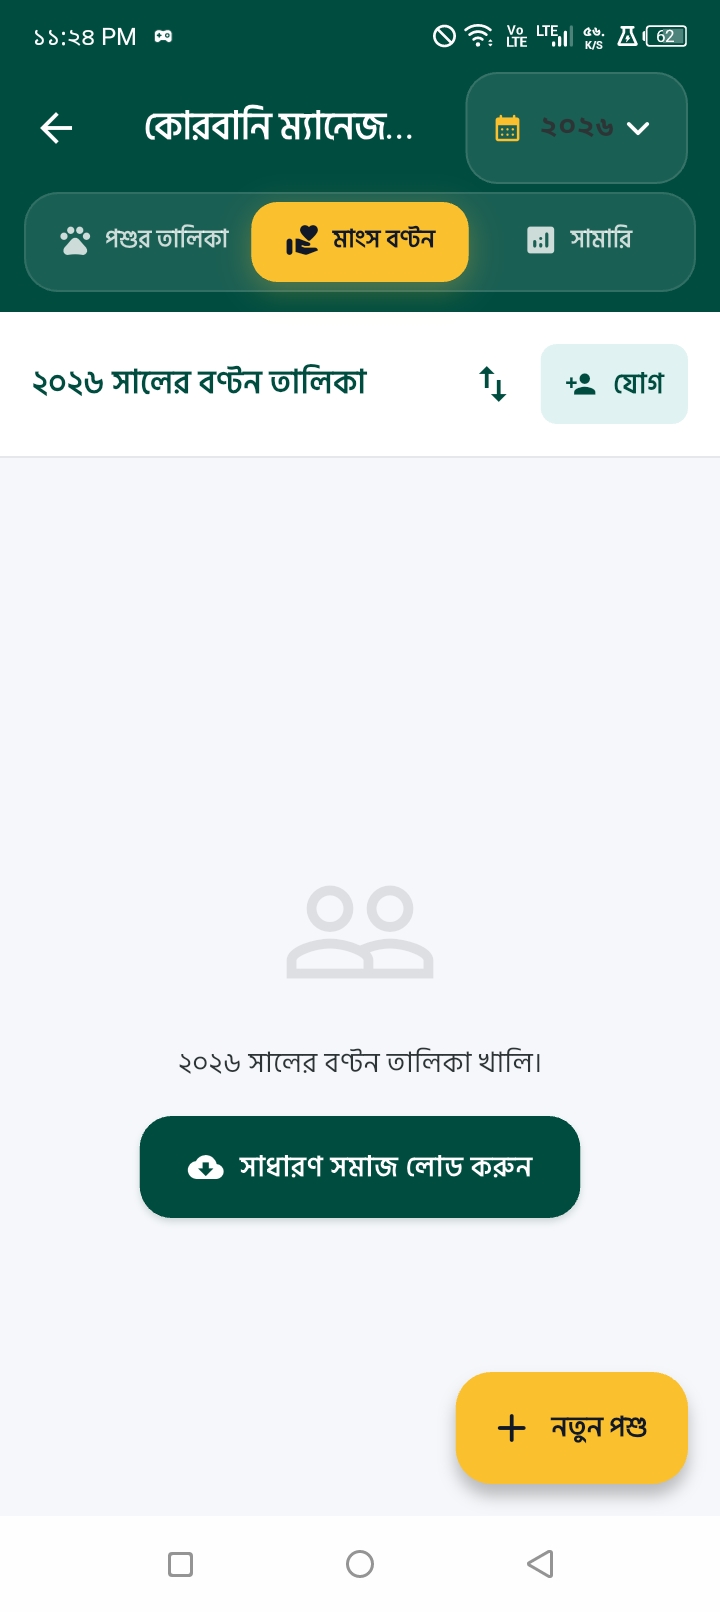 ১১:২৪ PM
Vo LTE
LTE
৫৬. K/S
62
কোরবানি ম্যানেজ...
২০২৬
পশুর তালিকা
মাংস বণ্টন
সামারি
২০২৬ সালের বণ্টন তালিকা
যোগ
২০২৬ সালের বণ্টন তালিকা খালি।
সাধারণ সমাজ লোড করুন
নতুন পশু